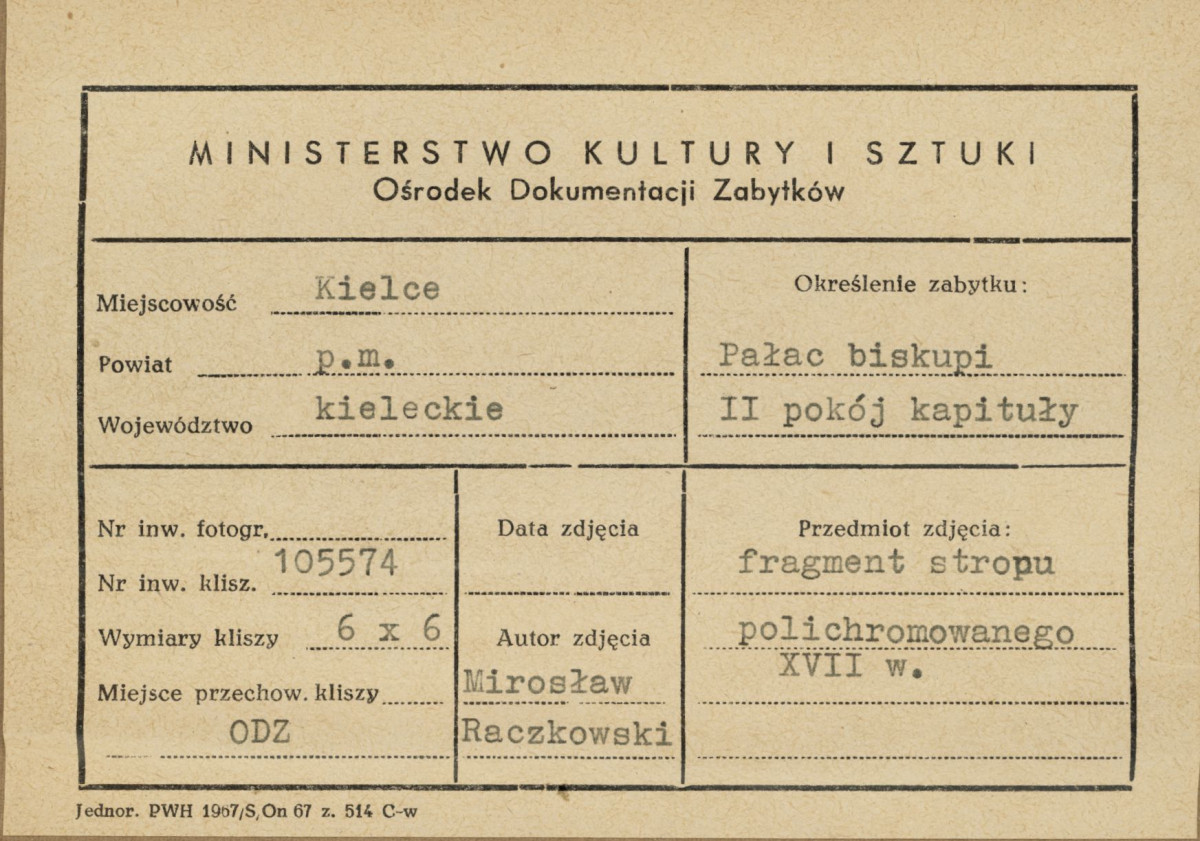 MINISTERSTWO KULTURY I SZTUKI
Ośrodek Dokumentacji Zabytków
Miejscowość Kielce
Powiat p.m.
Województwo kieleckie
Określenie zabytku:
Pałac biskupi
II pokój kapituły
Nr inw. fotogr.
Nr inw. klisz. 105574
Wymiary kliszy 6 x 6
Miejsce przechow. kliszy
ODZ
Data zdjęcia
Autor zdjęcia
Mirosław
Raczkowski
Przedmiot zdjęcia:
fragment stropu
polichromowanego
XVII w.
Jednor. PWH 1967/S/On 67 z. 514 C-w